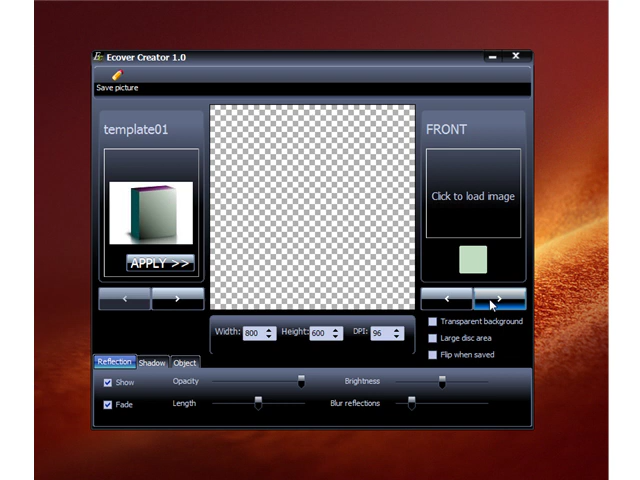 Ecover Creator 1.0
Save picture
template01
APPLY >>
< >
FRONT
Click to load image
< >
Width: 800 Height: 600 DPI: 96
Transparent background
Large disc area
Flip when saved
Reflection Shadow Object
Show Opacity Brightness
Fade Length Blur reflections